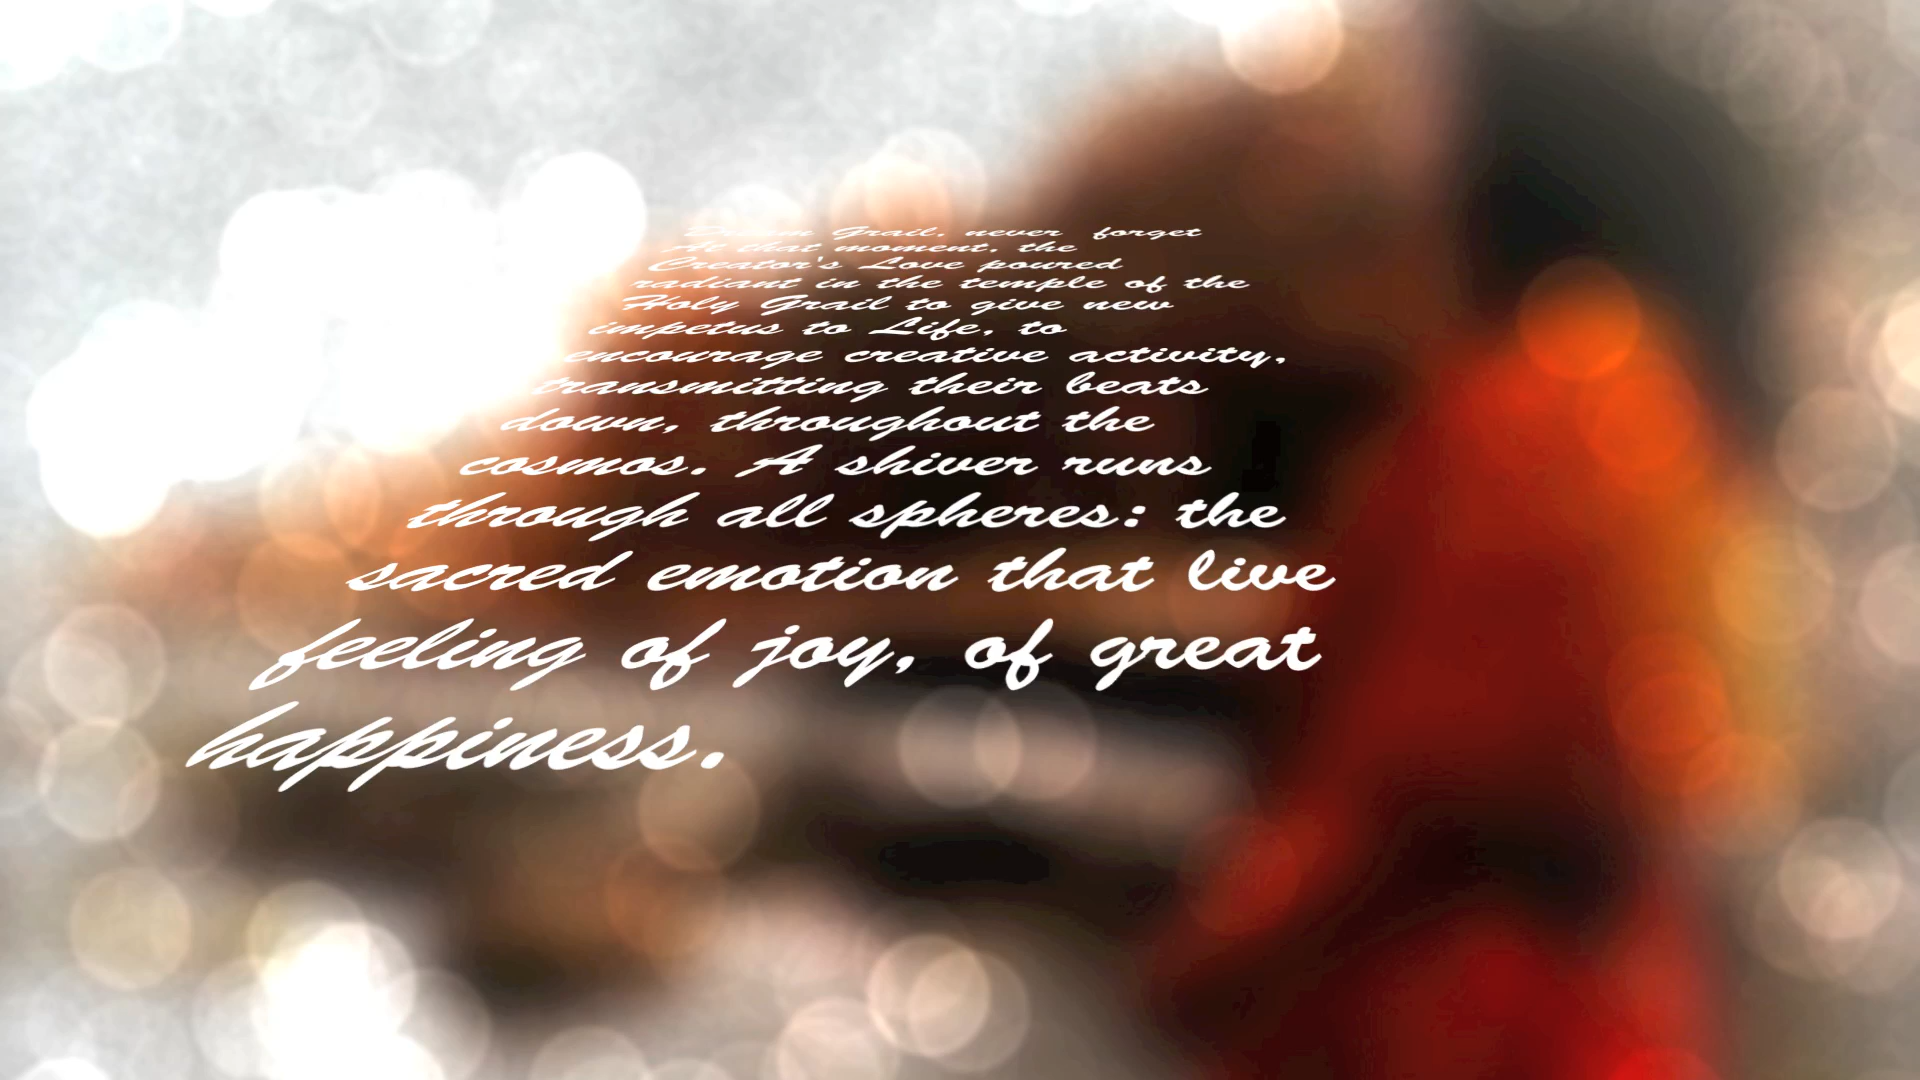 Dream Grail, never forget
At that moment, the
Creator's Love poured
radiant in the temple of the
Holy Grail to give new
impetus to Life, to
encourage creative activity,
transmitting their beats
down, throughout the
cosmos. A shiver runs
through all spheres: the
sacred emotion that live
feeling of joy, of great
happiness.